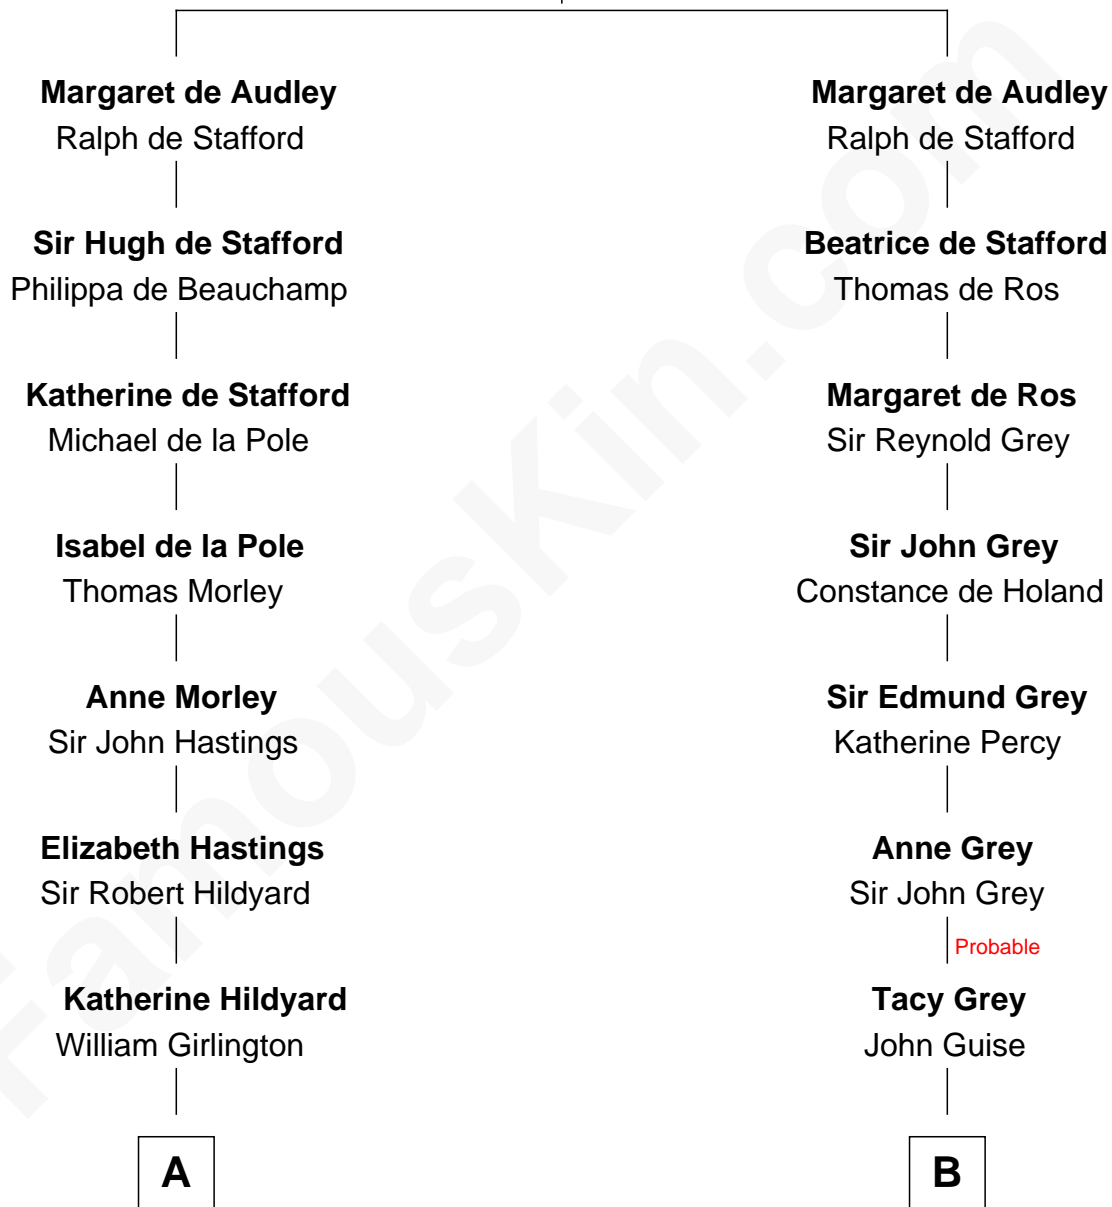 Margaret de Audley
Ralph de Stafford
Sir Hugh de Stafford
Philippa de Beauchamp
Katherine de Stafford
Michael de la Pole
Isabel de la Pole
Thomas Morley
Anne Morley
Sir John Hastings
Elizabeth Hastings
Sir Robert Hildyard
Katherine Hildyard
William Girlington
A
Margaret de Audley
Ralph de Stafford
Beatrice de Stafford
Thomas de Ros
Margaret de Ros
Sir Reynold Grey
Sir John Grey
Constance de Holand
Sir Edmund Grey
Katherine Percy
Anne Grey
Sir John Grey
Probable
Tacy Grey
John Guise
B
FamousKin.com